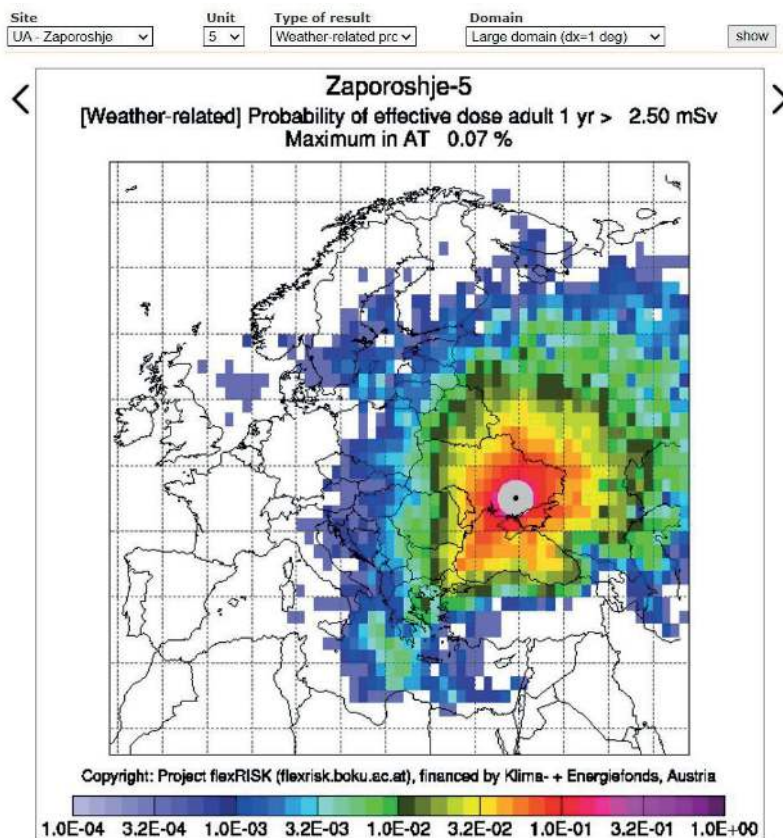 Site Unit Type of result Domain
UA - Zaporoshje 5 Weather-related prc Large domain (dx=1 deg) show
Zaporoshje-5
[Weather-related] Probability of effective dose adult 1 yr > 2.50 mSv
Maximum in AT 0.07 %
Copyright: Project flexRISK (flexrisk.boku.ac.at), financed by Klima- + Energiefonds, Austria
1.0E-04 3.2E-04 1.0E-03 3.2E-03 1.0E-02 3.2E-02 1.0E-01 3.2E-01 1.0E+00